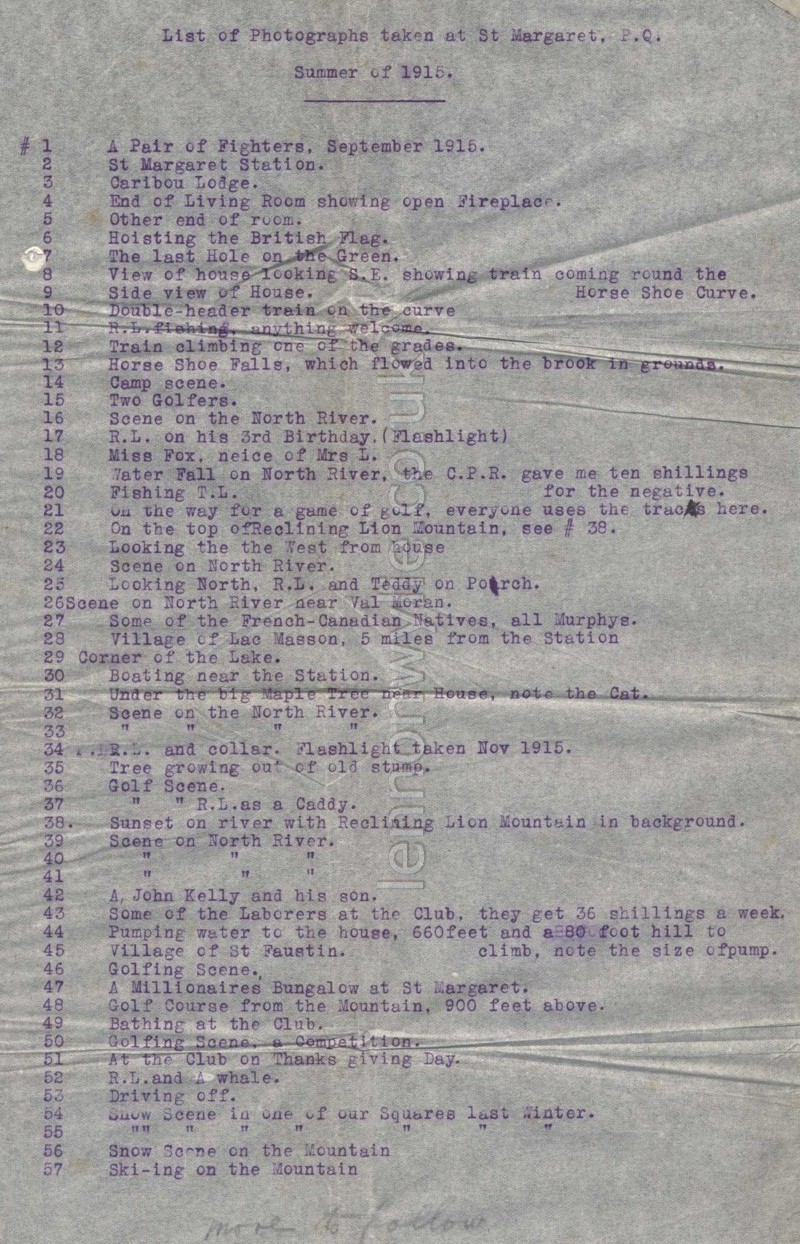 List of Photographs taken at St Margaret, P.Q.
Summer of 1915.
# 1 A Pair of Fighters, September 1915.
2 St Margaret Station.
3 Caribou Lodge.
4 End of Living Room showing open Fireplace.
5 Other end of room.
6 Hoisting the British Flag.
7 The last Hole on the Green.
8 View of house looking S.E. showing train coming round the
9 Side view of House. Horse Shoe Curve.
10 Double-header train on the curve
11 R.L.fishing, anything welcome.
12 Train climbing one of the grades.
13 Horse Shoe Falls, which flowed into the brook in grounds.
14 Camp scene.
15 Two Golfers.
16 Scene on the North River.
17 R.L. on his 3rd Birthday.(Flashlight)
18 Miss Fox, neice of Mrs L.
19 Water Fall on North River, the C.P.R. gave me ten shillings
20 Fishing T.L. for the negative.
21 On the way for a game of golf, everyone uses the tracks here.
22 On the top ofReclining Lion Mountain, see # 38.
23 Looking the the West from house
24 Scene on North River.
25 Looking North, R.L. and Teddy on Porch.
26Scene on North River near Val Moran.
27 Some of the French-Canadian Natives, all Murphys.
28 Village of Lac Masson, 5 miles from the Station
29 Corner of the Lake.
30 Boating near the Station.
31 Under the big Maple Tree near House, note the Cat.
32 Scene on the North River.
33 " " " "
34 R.L. and collar. Flashlight taken Nov 1915.
35 Tree growing out of old stump.
36 Golf Scene.
37 " " R.L.as a Caddy.
38. Sunset on river with Reclining Lion Mountain in background.
39 Scene on North River.
40 " " "
41 " " "
42 A, John Kelly and his son.
43 Some of the Laborers at the Club, they get 36 shillings a week.
44 Pumping water to the house, 660feet and a 80 foot hill to
45 Village of St Faustin. climb, note the size ofpump.
46 Golfing Scene.
47 A Millionaires Bungalow at St Margaret.
48 Golf Course from the Mountain, 900 feet above.
49 Bathing at the Club.
50 Golfing Scene, a Competition.
51 At the Club on Thanks giving Day.
52 R.L.and A whale.
53 Driving off.
54 Snow Scene in one of our Squares last Winter.
55 "" " " " " " "
56 Snow Scene on the Mountain
57 Ski-ing on the Mountain
more to follow
lennonwylie.co.uk